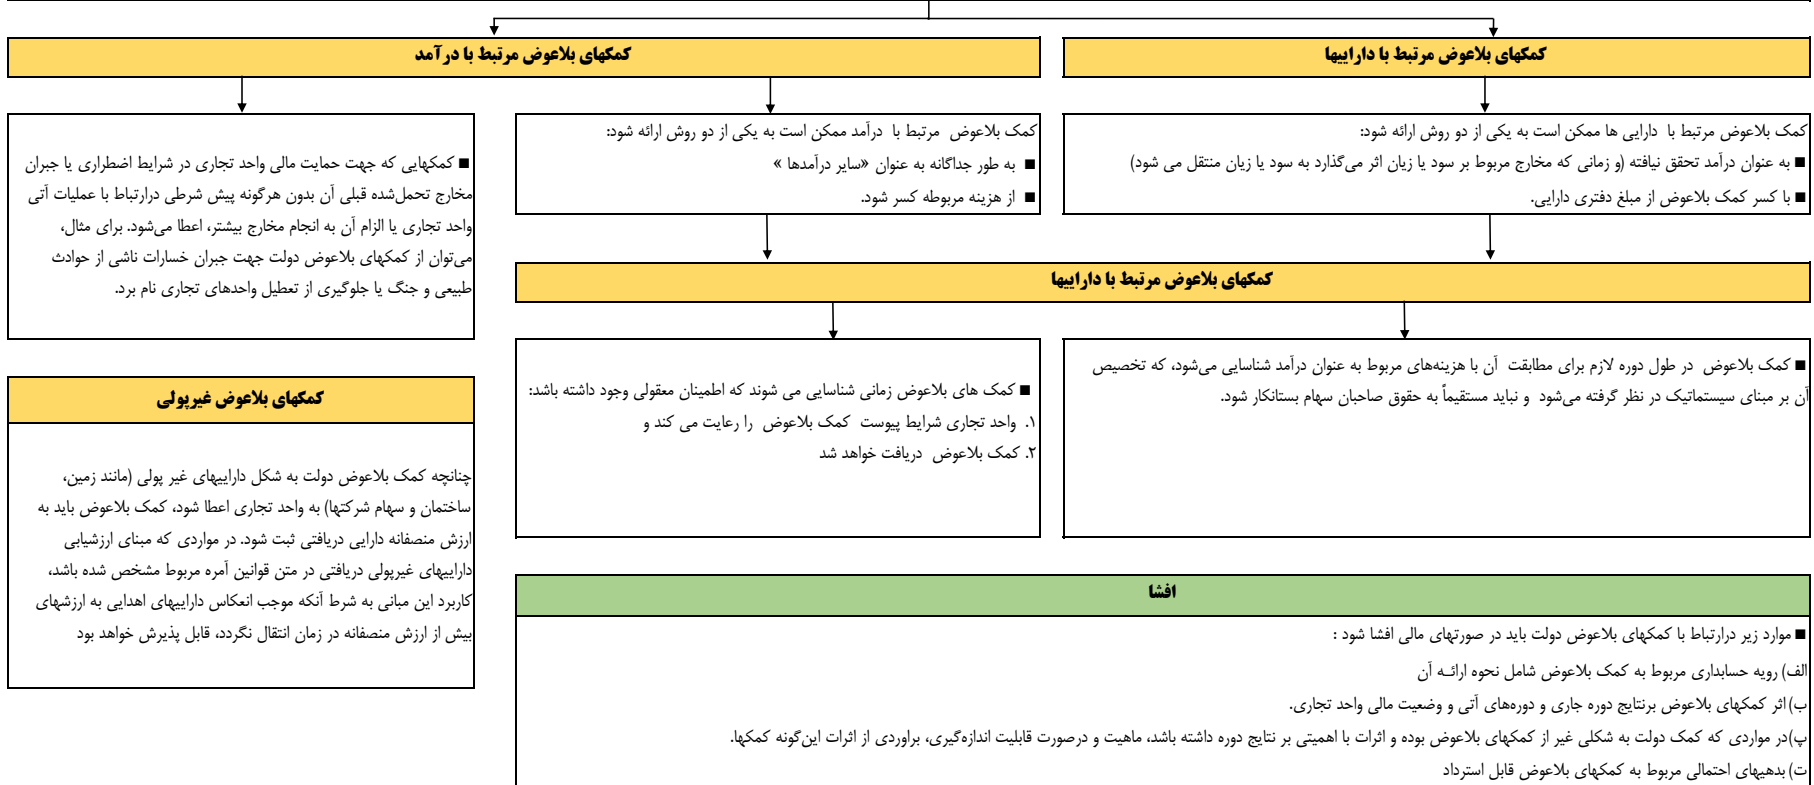 کمکهای بلاعوض مرتبط با داراییها
کمکهای بلاعوض مرتبط با درآمد
کمک بلاعوض مرتبط با دارایی ها ممکن است به یکی از دو روش ارائه شود:
■ به عنوان درآمد تحقق نیافته (و زمانی که مخارج مربوط بر سود یا زیان اثر می‌گذارد به سود یا زیان منتقل می شود)
■ با کسر کمک بلاعوض از مبلغ دفتری دارایی.
کمک بلاعوض مرتبط با درآمد ممکن است به یکی از دو روش ارائه شود:
■ به طور جداگانه به عنوان «سایر درآمدها »
■ از هزینه مربوطه کسر شود.
■ کمکهایی که جهت حمایت مالی واحد تجاری در شرایط اضطراری یا جبران
مخارج تحمل‌شده قبلی آن بدون هرگونه پیش شرطی درارتباط با عملیات آتی
واحد تجاری یا الزام آن به انجام مخارج بیشتر، اعطا می‌شود. برای مثال،
می‌توان از کمکهای بلاعوض دولت جهت جبران خسارات ناشی از حوادث
طبیعی و جنگ یا جلوگیری از تعطیل واحدهای تجاری نام برد.
کمکهای بلاعوض مرتبط با داراییها
■ کمک بلاعوض در طول دوره لازم برای مطابقت آن با هزینه‌های مربوط به عنوان درآمد شناسایی می‌شود، که تخصیص
آن بر مبنای سیستماتیک در نظر گرفته می‌شود و نباید مستقیماً به حقوق صاحبان سهام بستانکار شود.
■ کمک های بلاعوض زمانی شناسایی می شوند که اطمینان معقولی وجود داشته باشد:
۱. واحد تجاری شرایط پیوست کمک بلاعوض را رعایت می کند و
۲. کمک بلاعوض دریافت خواهد شد
کمکهای بلاعوض غیرپولی
چنانچه کمک بلاعوض دولت به شکل داراییهای غیر پولی (مانند زمین،
ساختمان و سهام شرکتها) به واحد تجاری اعطا شود، کمک بلاعوض باید به
ارزش منصفانه دارایی دریافتی ثبت شود. در مواردی که مبنای ارزشیابی
داراییهای غیرپولی دریافتی در متن قوانین آمره مربوط مشخص شده باشد،
کاربرد این مبانی به شرط آنکه موجب انعکاس داراییهای اهدایی به ارزشهای
بیش از ارزش منصفانه در زمان انتقال نگردد، قابل پذیرش خواهد بود
افشا
■ موارد زیر درارتباط با کمکهای بلاعوض دولت باید در صورتهای مالی افشا شود :
الف) رویه حسابداری مربوط به کمک بلاعوض شامل نحوه ارائـه آن
ب) اثر کمکهای بلاعوض برنتایج دوره جاری و دوره‌های آتی و وضعیت مالی واحد تجاری.
پ)در مواردی که کمک دولت به شکلی غیر از کمکهای بلاعوض بوده و اثرات با اهمیتی بر نتایج دوره داشته باشد، ماهیت و درصورت قابلیت اندازه‌گیری، براوردی از اثرات این‌گونه کمکها.
ت) بدهیهای احتمالی مربوط به کمکهای بلاعوض قابل استرداد